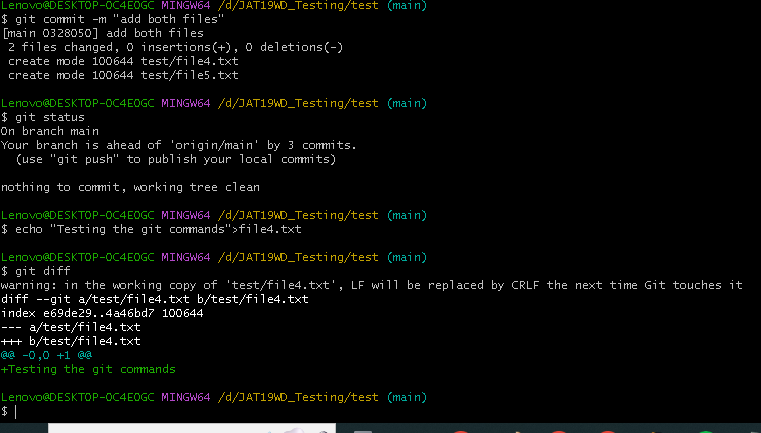 Lenovo@DESKTOP-OC4EOGC MINGW64 /d/JAT19WD_Testing/test (main)
$ git commit -m "add both files"
[main 0328050] add both files
 2 files changed, 0 insertions(+), 0 deletions(-)
 create mode 100644 test/file4.txt
 create mode 100644 test/file5.txt

Lenovo@DESKTOP-OC4EOGC MINGW64 /d/JAT19WD_Testing/test (main)
$ git status
On branch main
Your branch is ahead of 'origin/main' by 3 commits.
  (use "git push" to publish your local commits)

nothing to commit, working tree clean

Lenovo@DESKTOP-OC4EOGC MINGW64 /d/JAT19WD_Testing/test (main)
$ echo "Testing the git commands">file4.txt

Lenovo@DESKTOP-OC4EOGC MINGW64 /d/JAT19WD_Testing/test (main)
$ git diff
warning: in the working copy of 'test/file4.txt', LF will be replaced by CRLF the next time Git touches it
diff --git a/test/file4.txt b/test/file4.txt
index e69de29..4a46bd7 100644
--- a/test/file4.txt
+++ b/test/file4.txt
@@ -0,0 +1 @@
+Testing the git commands

Lenovo@DESKTOP-OC4EOGC MINGW64 /d/JAT19WD_Testing/test (main)
$